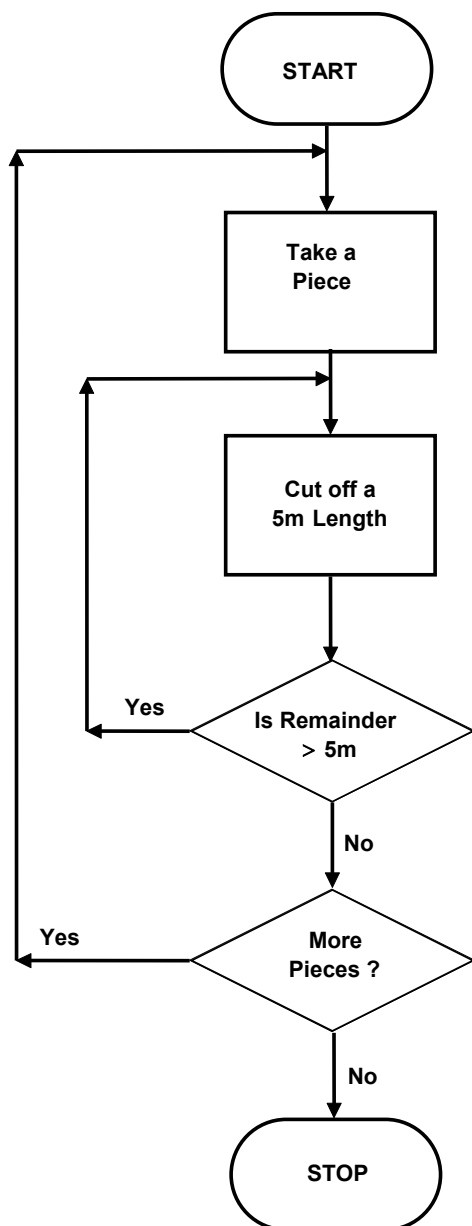 START
Take a
Piece
Cut off a
5m Length
Yes
Is Remainder
> 5m
No
Yes
More
Pieces ?
No
STOP